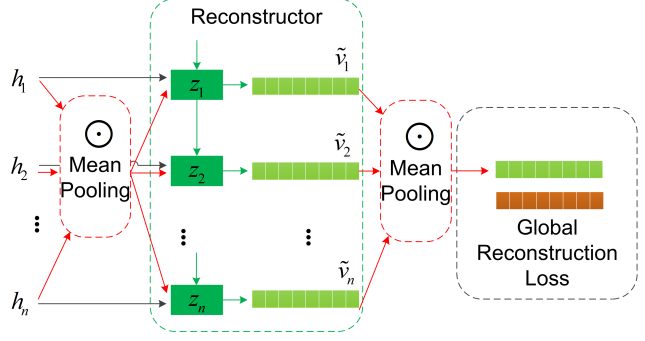 Reconstructor
h1
z1
ṽ1
h2
Mean
Pooling
z2
ṽ2
Mean
Pooling
hn
zn
ṽn
Global
Reconstruction
Loss